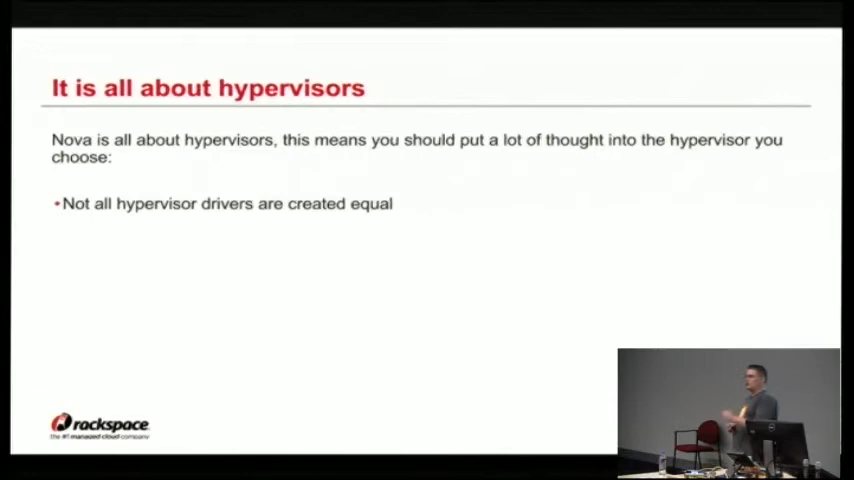 It is all about hypervisors
Nova is all about hypervisors, this means you should put a lot of thought into the hypervisor you
choose:
•Not all hypervisor drivers are created equal
rackspace
the #1 managed cloud company